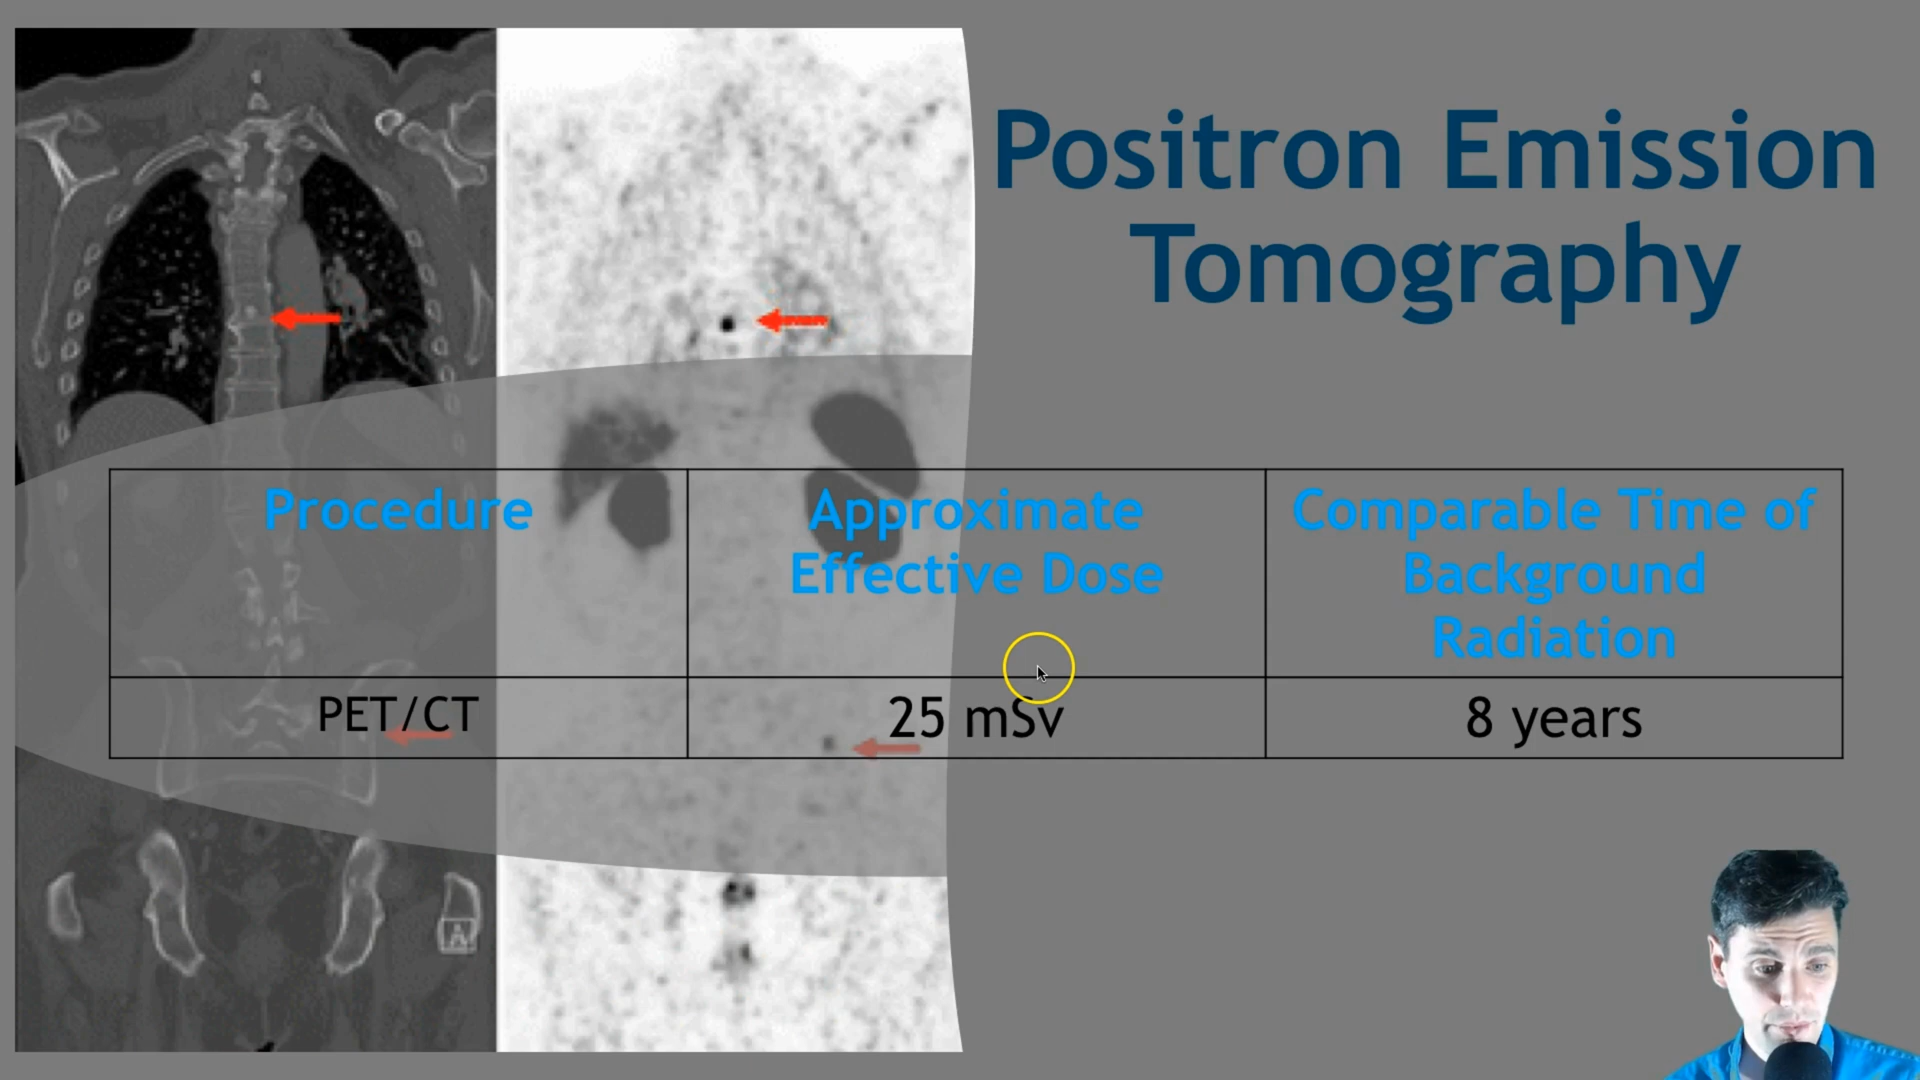 Positron Emission
Tomography
Procedure
Approximate
Effective Dose
Comparable Time of
Background
Radiation
PET/CT
25 mSv
8 years
A